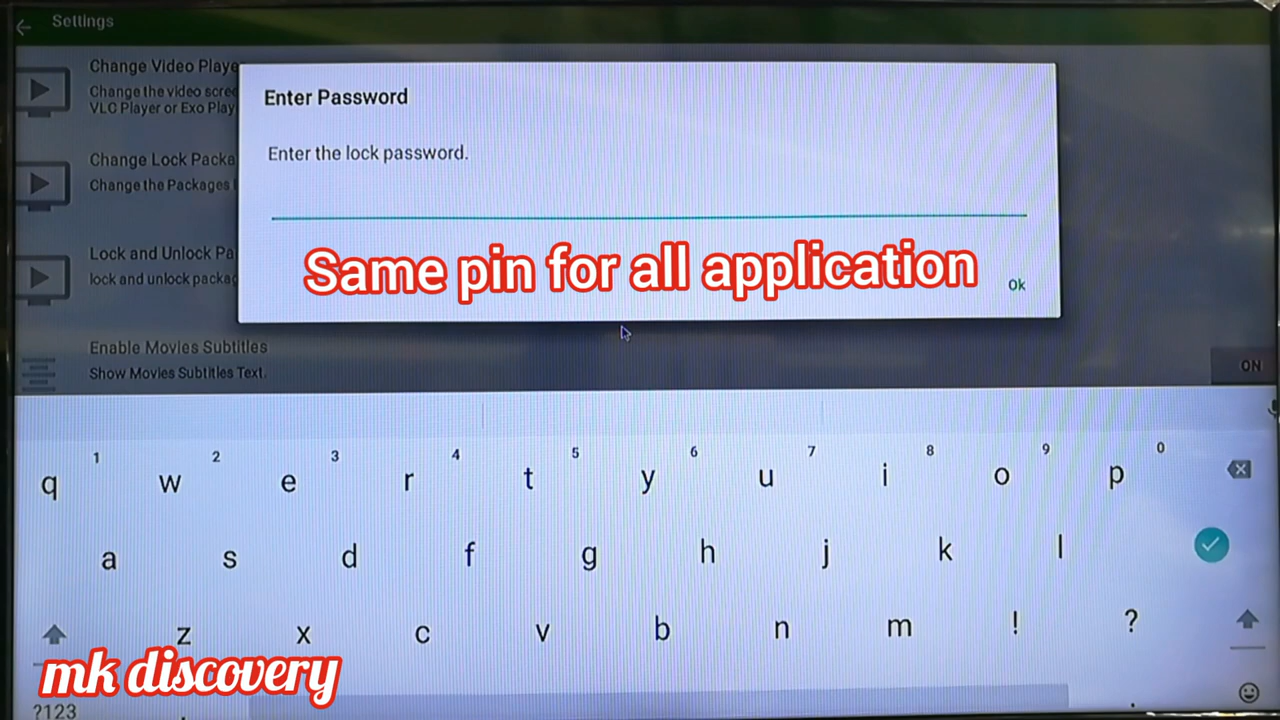 Settings
Change Video Playe
Change the video scree
VLC Player or Exo Play
Change Lock Packa
Change the Packages
Lock and Unlock Pa
lock and unlock packag
Enable Movies Subtitles
Show Movies Subtitles Text.
ON
Enter Password
Enter the lock password.
Same pin for all application
Ok
1 2 3 4 5 6 7 8 9 0
q w e r t y u i o p
a s d f g h j k l
z x c v b n m ! ?
mk discovery
?123